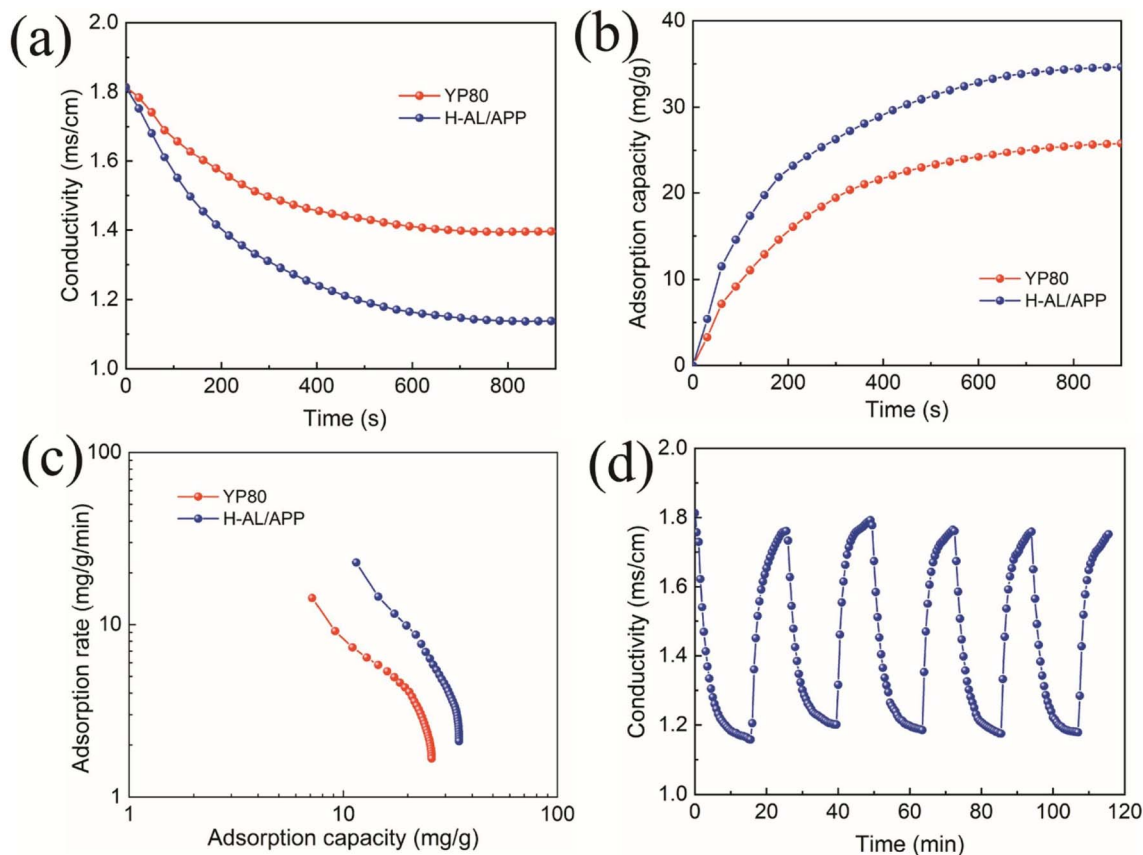 (a)
2.0
1.8
1.6
1.4
1.2
1.0
Conductivity (ms/cm)
YP80
H-AL/APP
0 200 400 600 800
Time (s)
(b)
40
30
20
10
0
Adsorption capacity (mg/g)
YP80
H-AL/APP
0 200 400 600 800
Time (s)
(c)
100
10
1
Adsorption rate (mg/g/min)
YP80
H-AL/APP
1 10 100
Adsorption capacity (mg/g)
(d)
2.0
1.8
1.6
1.4
1.2
1.0
Conductivity (ms/cm)
0 20 40 60 80 100 120
Time (min)